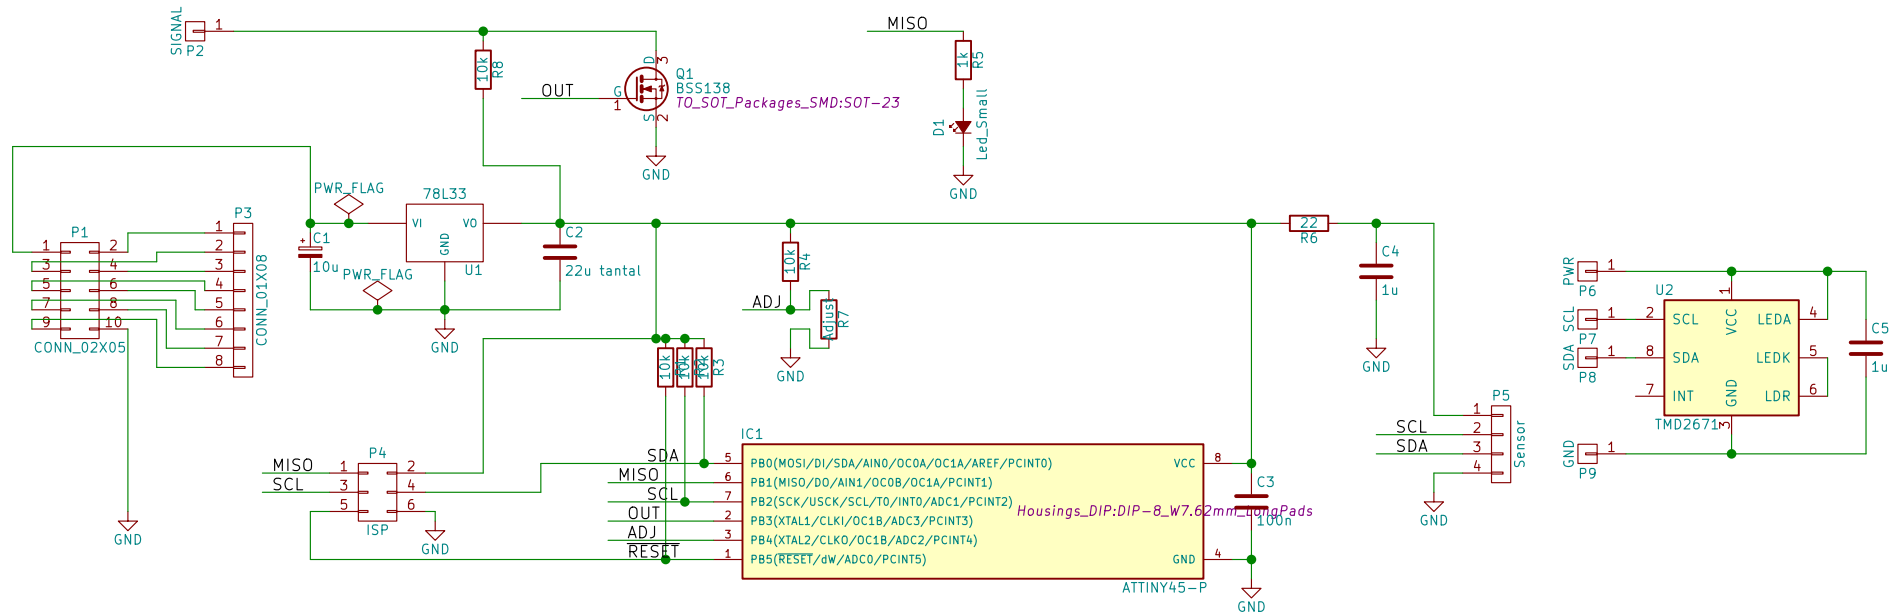 SIGNAL
1
P2
10k
R8
OUT
D
3
G
1
S
2
Q1
BSS138
TO_SOT_Packages_SMD:SOT-23
GND
MISO
1k
R5
D1
Led_Small
GND
PWR_FLAG
78L33
VI
VO
GND
U1
C1
+
10u
PWR_FLAG
GND
C2
22u tantal
P1
1
2
3
4
5
6
7
8
9
10
CONN_02X05
GND
P3
1
2
3
4
5
6
7
8
CONN_01X08
10k
R4
ADJ
Adjust
R7
GND
10k
10k
10k
R3
22
R6
C4
1u
GND
MISO
SCL
P4
1
2
3
4
5
6
ISP
GND
IC1
SDA
5
PB0(MOSI/DI/SDA/AIN0/OC0A/OC1A/AREF/PCINT0)
MISO
6
PB1(MISO/DO/AIN1/OC0B/OC1A/PCINT1)
SCL
7
PB2(SCK/USCK/SCL/T0/INT0/ADC1/PCINT2)
OUT
2
PB3(XTAL1/CLKI/OC1B/ADC3/PCINT3)
ADJ
3
PB4(XTAL2/CLKO/OC1B/ADC2/PCINT4)
RESET
1
PB5(RESET/dW/ADC0/PCINT5)
VCC
8
GND
4
Housings_DIP:DIP-8_W7.62mm_LongPads
ATTINY45-P
C3
100n
GND
P5
1
SCL
2
SDA
3
4
Sensor
GND
PWR
1
P6
SCL
1
P7
SDA
1
P8
GND
1
P9
U2
1
VCC
2
SCL
8
SDA
7
INT
GND
3
LEDA
4
LEDK
5
LDR
6
TMD2671
C5
1u